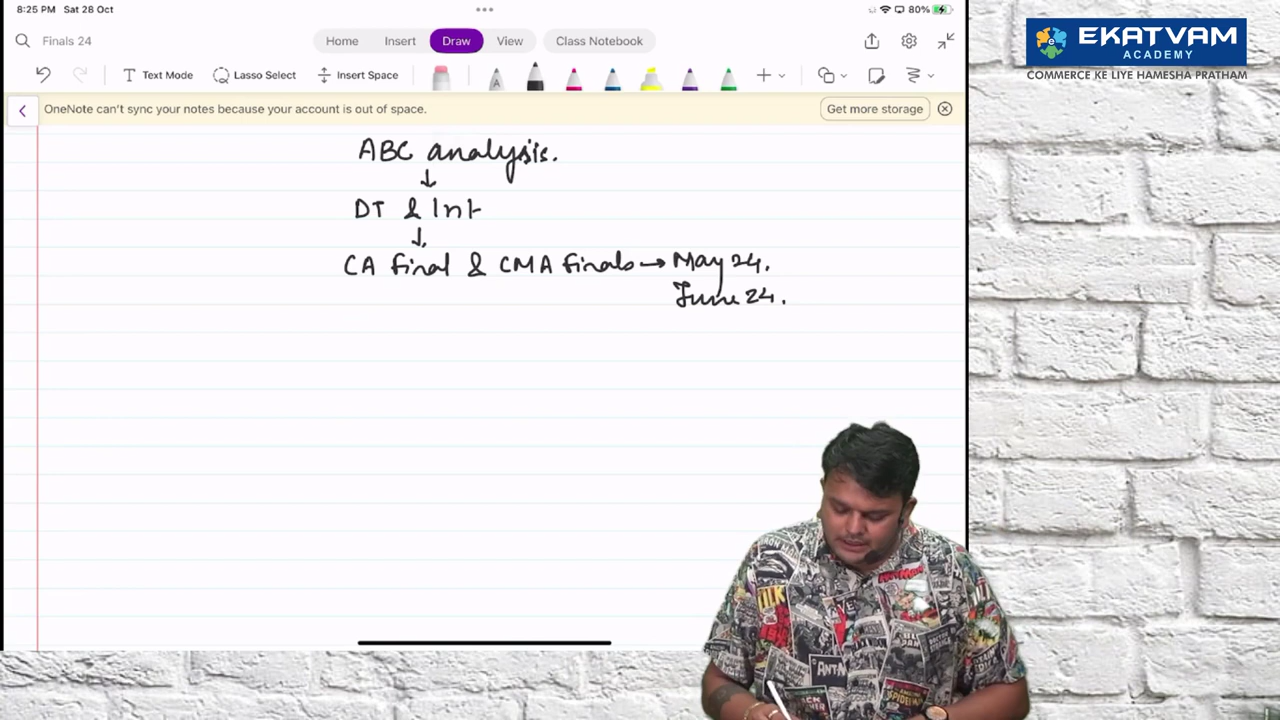 8:25 PM Sat 28 Oct
80%
EKATVAM
ACADEMY
COMMERCE KE LIYE HAMESHA PRATHAM
Finals 24
Home Insert Draw View Class Notebook
Text Mode Lasso Select Insert Space
OneNote can't sync your notes because your account is out of space.
Get more storage
ABC analysis.
↓
DT & Int
↓
CA final & CMA finals → May 24.
June 24.